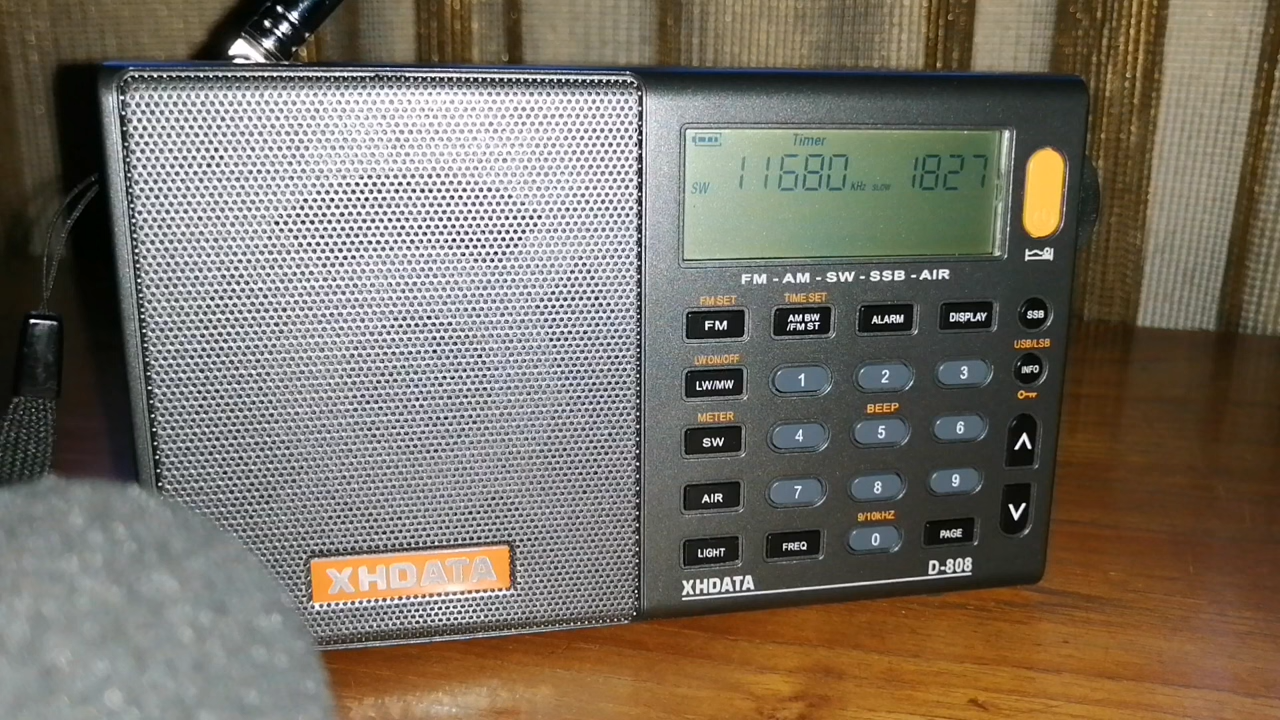 Timer
SW 11680 KHz SLOW 1827
FM - AM - SW - SSB - AIR
FM SET TIME SET
FM AM BW /FM ST ALARM DISPLAY SSB
LW ON/OFF USB/LSB
LW/MW 1 2 3 INFO
METER BEEP
SW 4 5 6
AIR 7 8 9
9/10kHZ
LIGHT FREQ 0 PAGE
XHDATA D-808
XHDATA